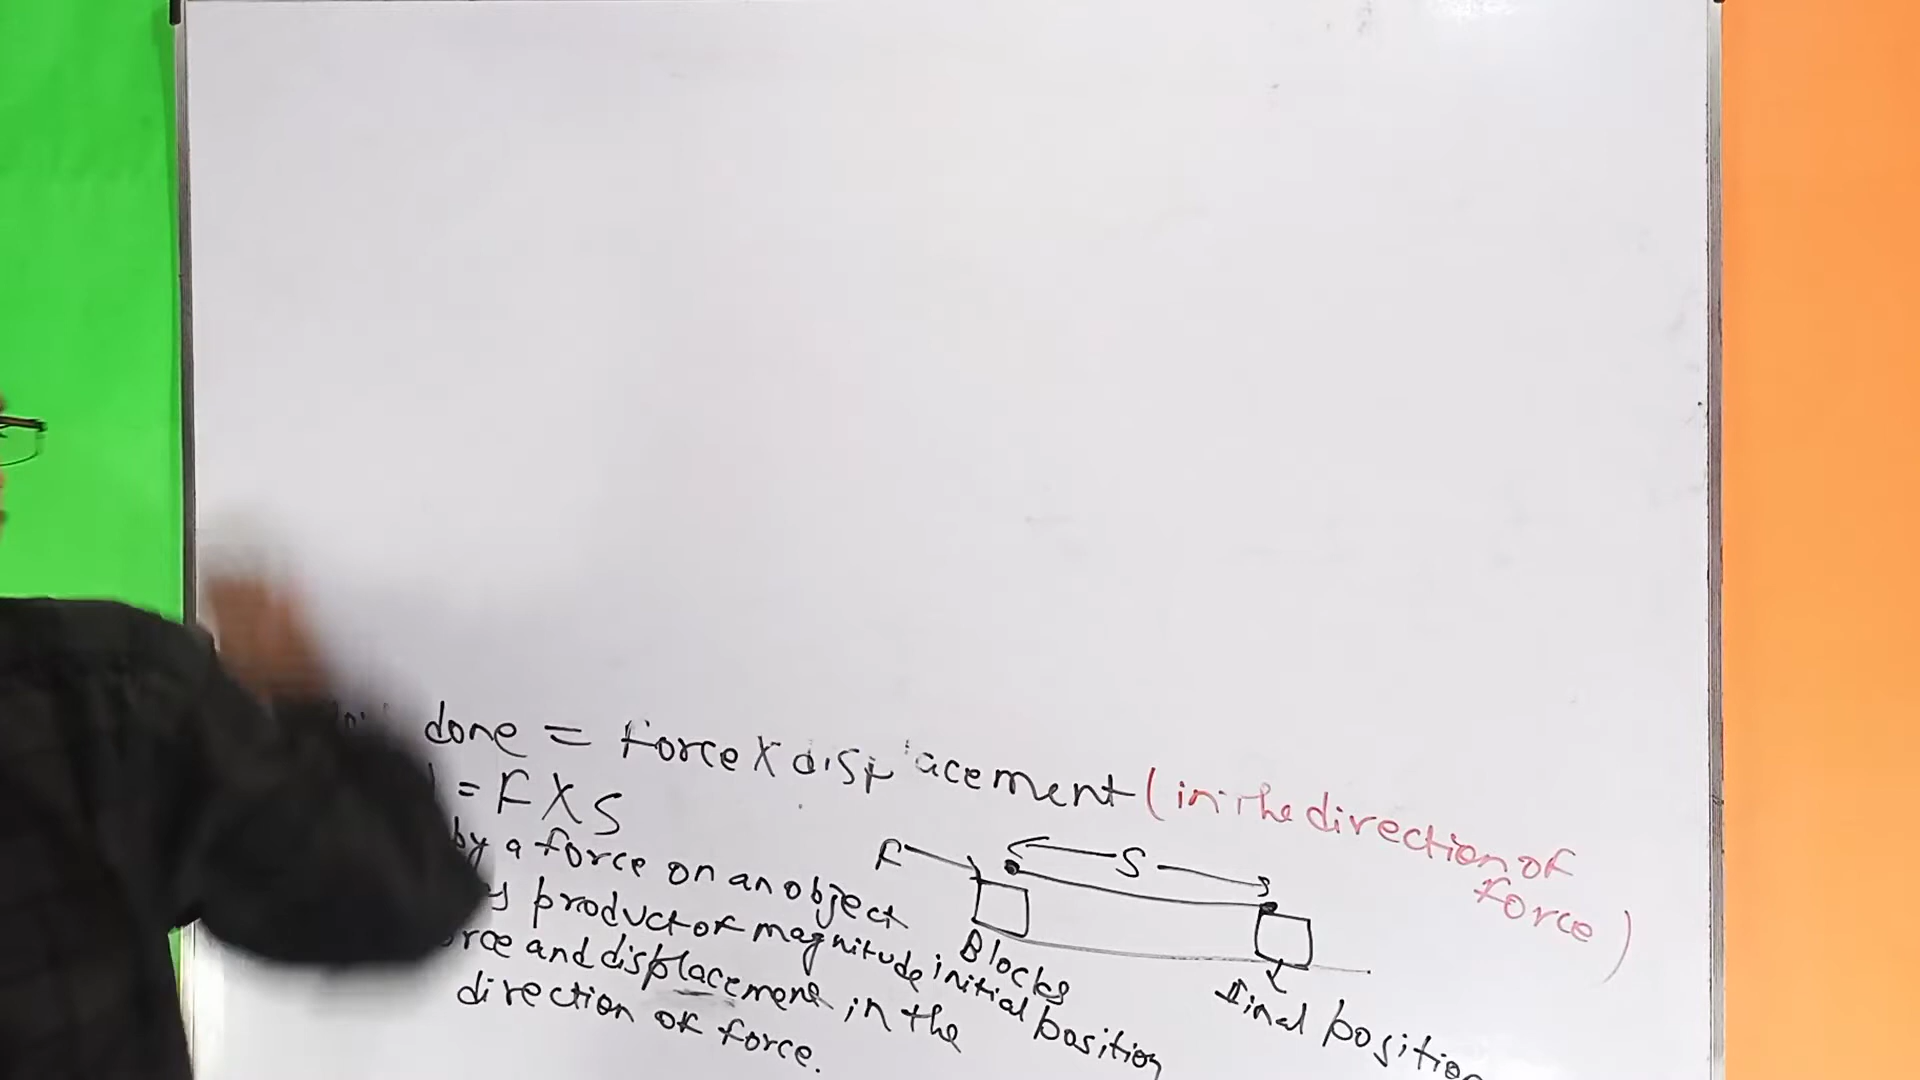 done = force X displacement (in the direction of force)
= F X S
by a force on an object
product of magnitude
and displacement in the
direction of force.
F
S
Blocks
initial position
final position